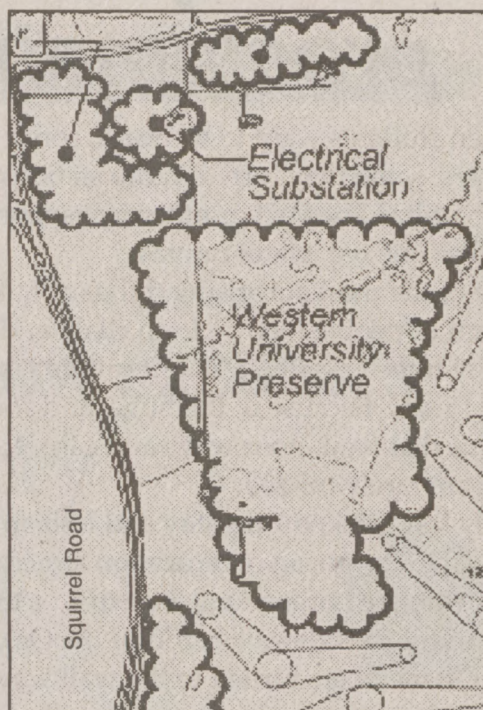 Electrical
Substation
Western
University
Preserve
Squirrel Road